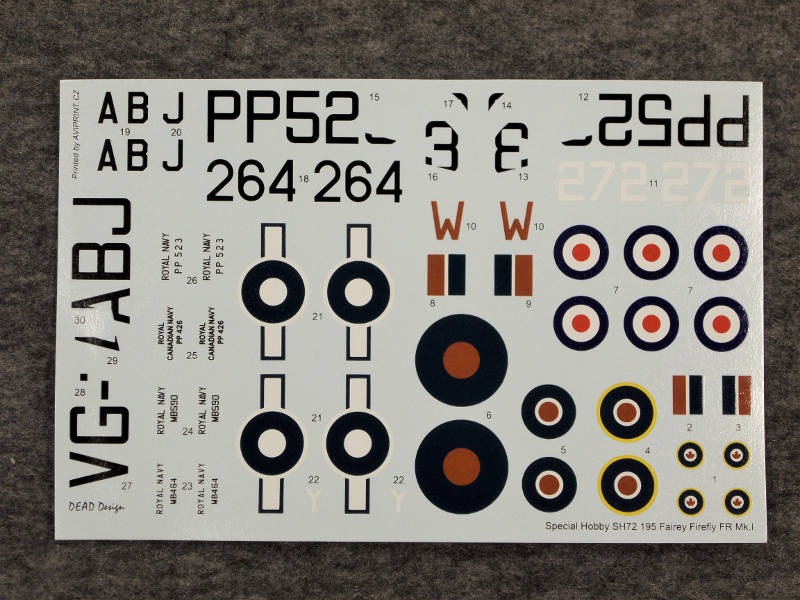 Printed by AVIPRINT.CZ
ABJ
19
20
ABJ
PP52
15
17
14
12
PP52
3
3
16
13
264
18
264
272
11
272
W
10
W
10
VG-
ABJ
30
29
28
27
ROYAL NAVY
PP 523
ROYAL NAVY
PP 523
26
ROYAL
CANADIAN NAVY
PP 426
ROYAL
CANADIAN NAVY
PP 426
25
ROYAL NAVY
MB590
ROYAL NAVY
MB590
24
ROYAL NAVY
MB464
ROYAL NAVY
MB464
23
21
21
22
Y
22
Y
8
9
7
7
6
5
4
2
3
1
DEAD Design
Special Hobby SH72 195 Fairey Firefly FR Mk.I